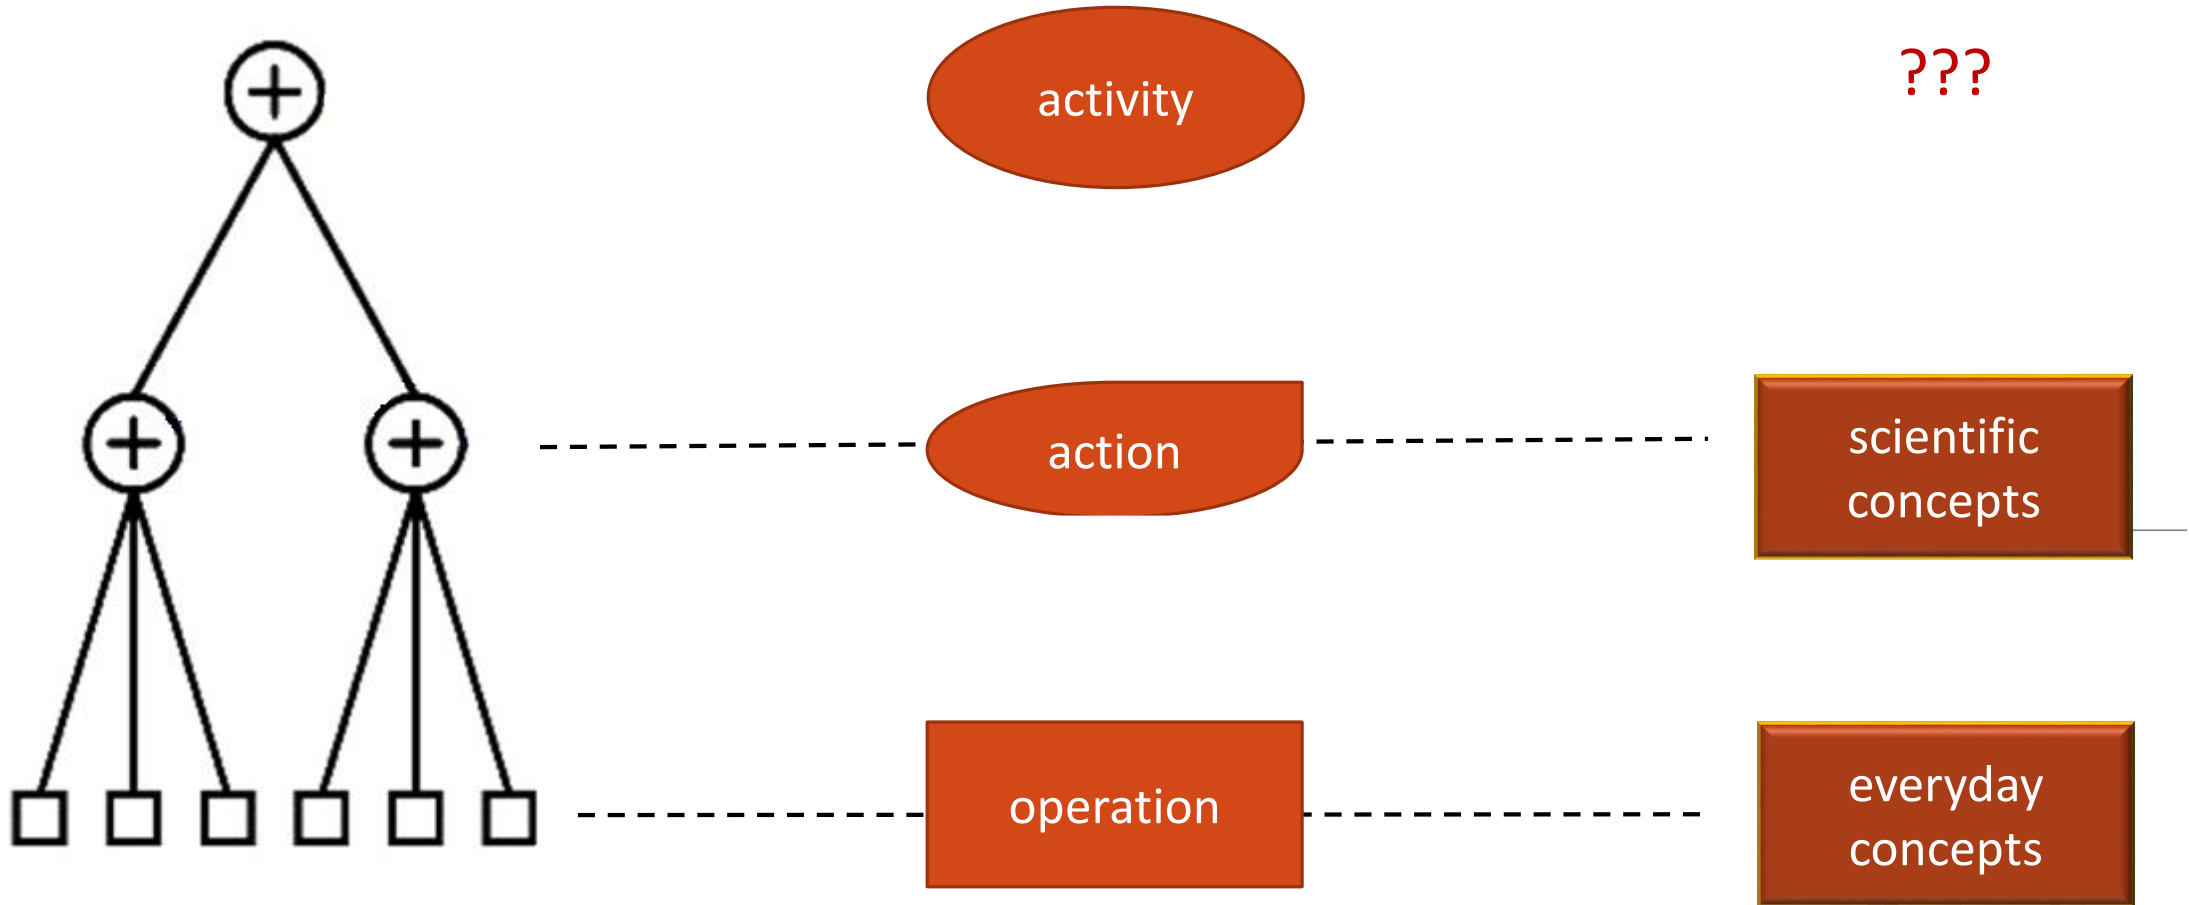 activity
???
action
scientific
concepts
operation
everyday
concepts